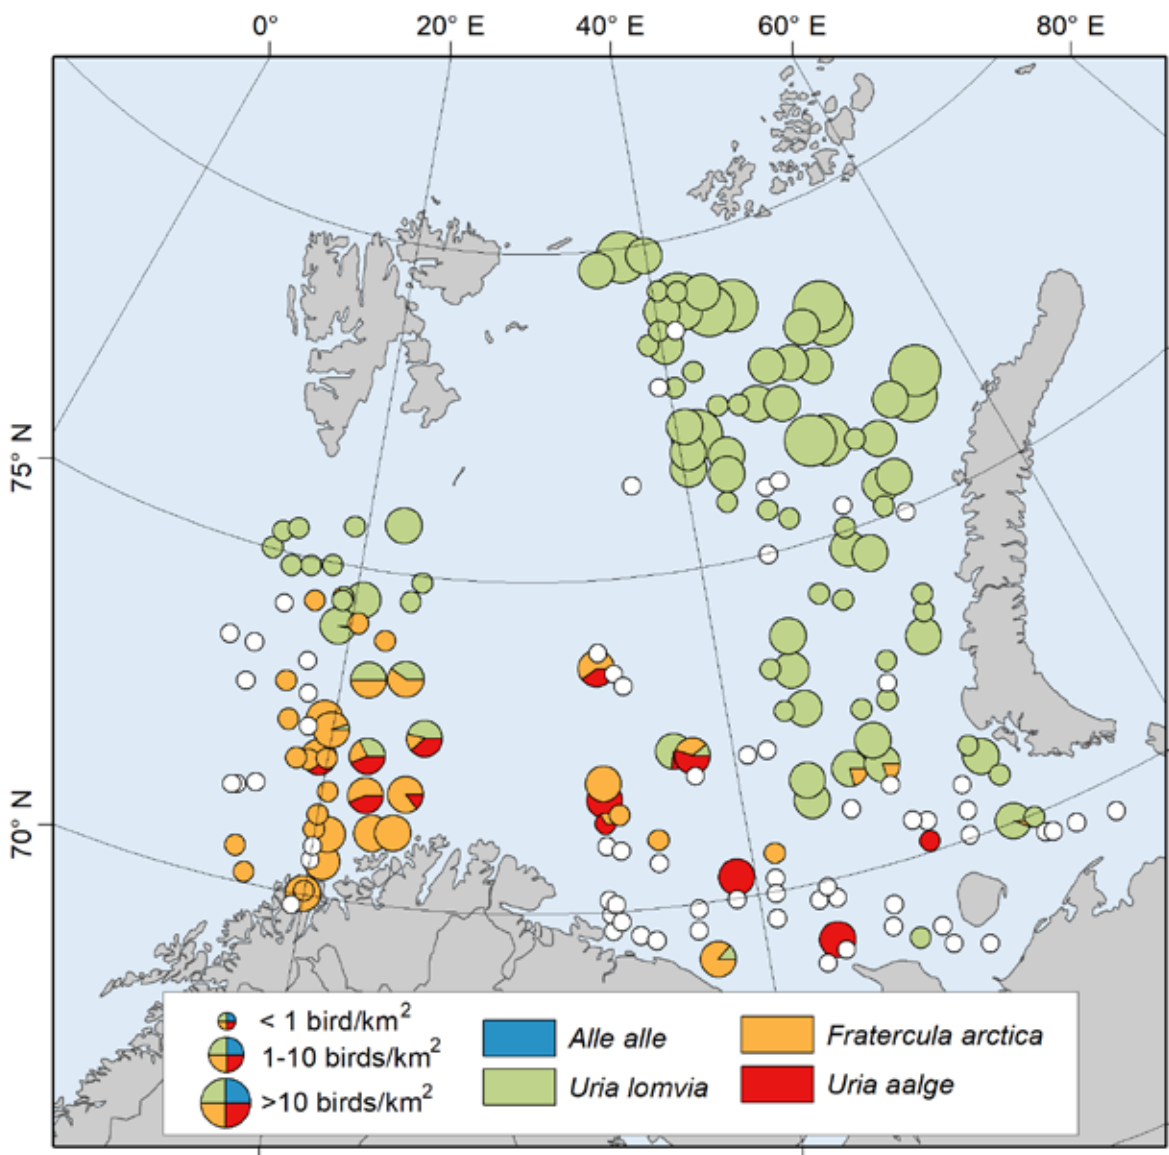 0° 20° E 40° E 60° E 80° E
75° N
70° N
< 1 bird/km²
1-10 birds/km²
>10 birds/km²
Alle alle
Uria lomvia
Fratercula arctica
Uria aalge